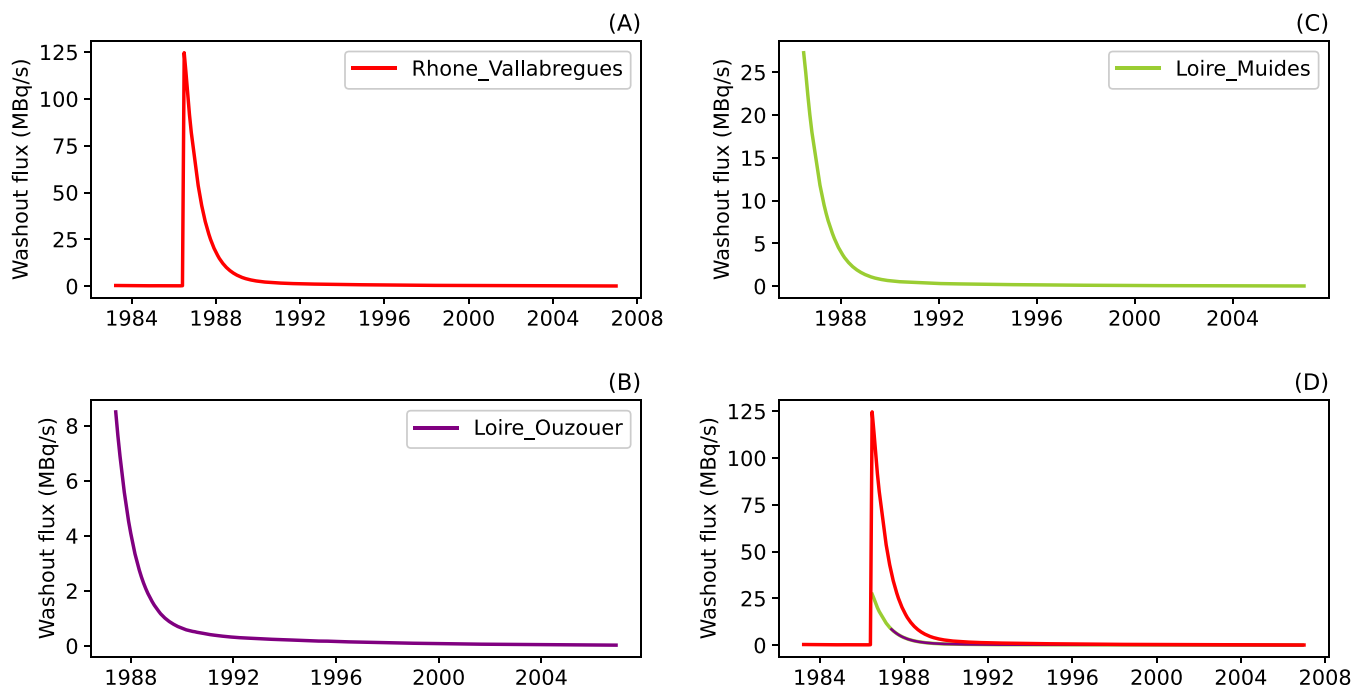 (A)
Washout flux (MBq/s)
125
100
75
50
25
0
Rhone_Vallabregues
1984 1988 1992 1996 2000 2004 2008
(C)
Washout flux (MBq/s)
25
20
15
10
5
0
Loire_Muides
1988 1992 1996 2000 2004
(B)
Washout flux (MBq/s)
8
6
4
2
0
Loire_Ouzouer
1988 1992 1996 2000 2004
(D)
Washout flux (MBq/s)
125
100
75
50
25
0
1984 1988 1992 1996 2000 2004 2008